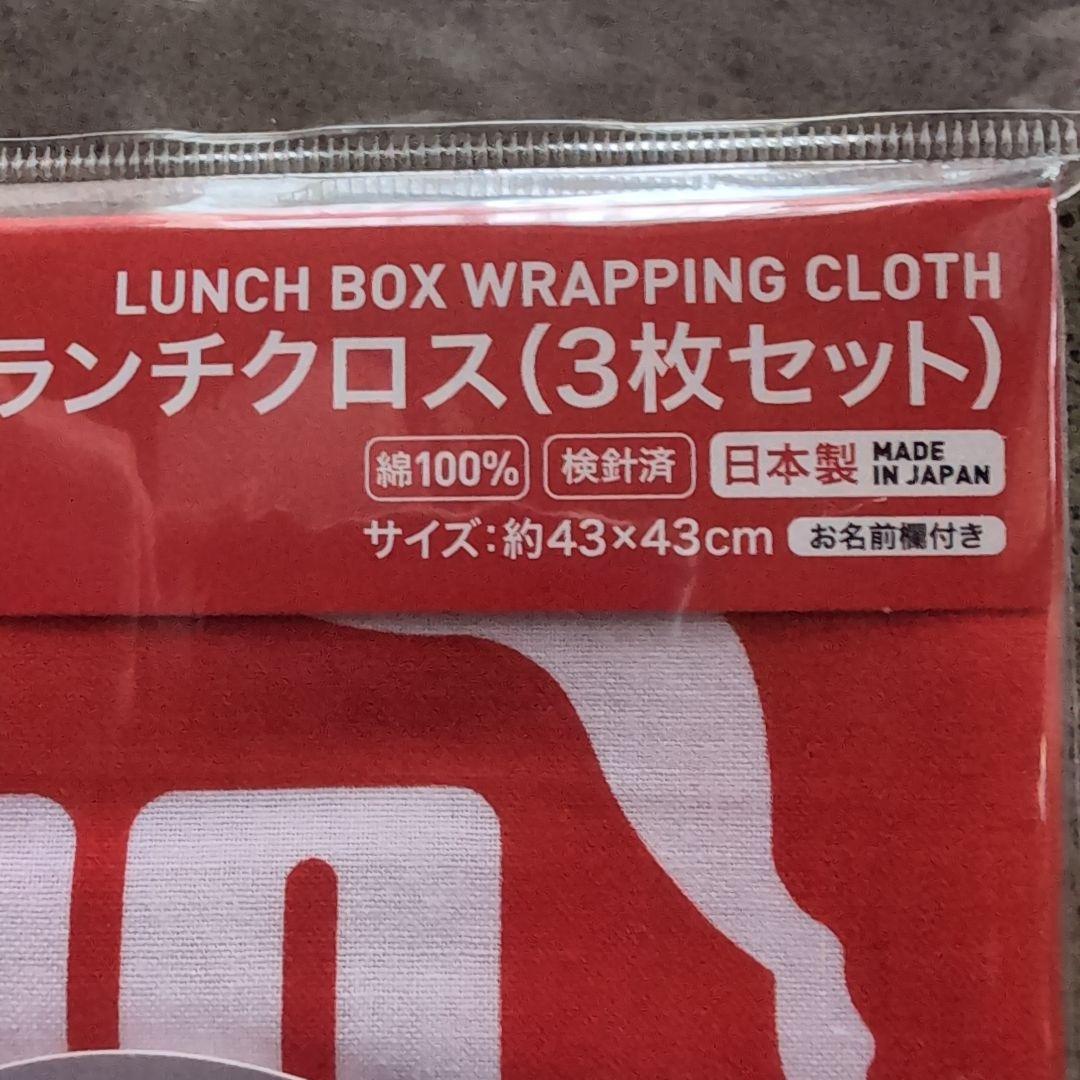 LUNCH BOX WRAPPING CLOTH
ランチクロス(3枚セット)
綿100% 検針済 日本製 MADE IN JAPAN
サイズ:約43×43cm お名前欄付き